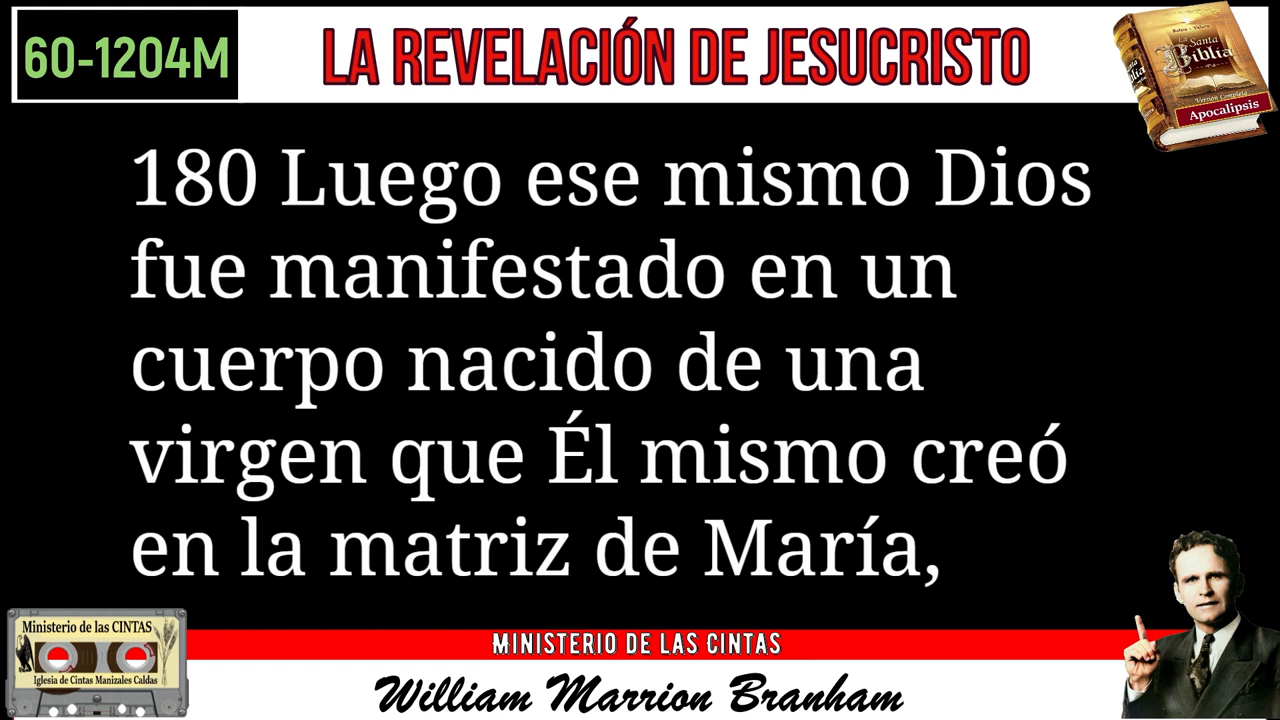 60-1204M
LA REVELACIÓN DE JESUCRISTO
La Santa
Biblia
Versión Completa
Apocalipsis
180 Luego ese mismo Dios
fue manifestado en un
cuerpo nacido de una
virgen que Él mismo creó
en la matriz de María,
Ministerio de las CINTAS
Iglesia de Cintas Manizales Caldas
MINISTERIO DE LAS CINTAS
William Marrion Branham